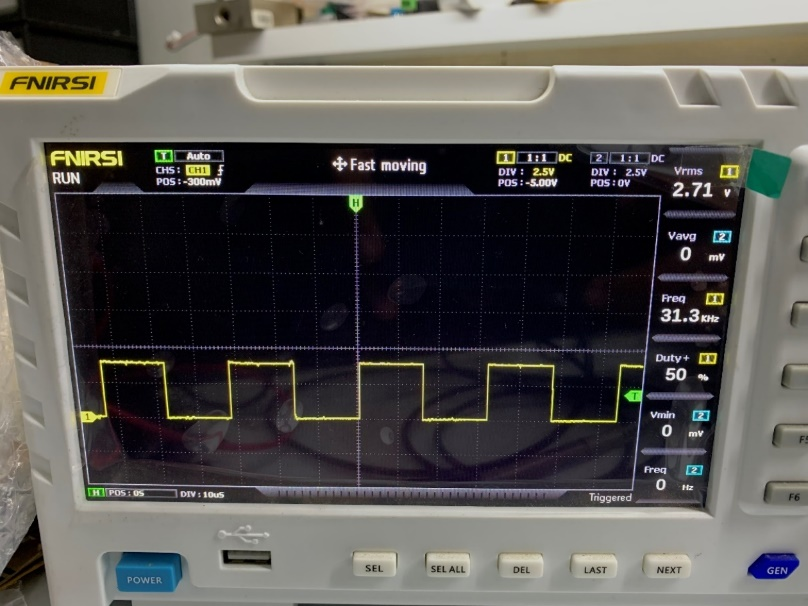 FNIRSI
FNIRSI
RUN
T Auto
CHS: CH1
POS:-300mV
Fast moving
1 1:1 DC
DIV: 2.5V
POS:-5.00V
2 1:1 DC
DIV: 2.5V
POS:0V
Vrms 1
2.71 V
Vavg 2
0 mV
Freq 1
31.3KHz
Duty+ 1
50 %
Vmin 2
0 mV
Freq 2
0 Hz
H
1
T
H POS:0S DIV:10uS
Triggered
POWER
SEL
SEL ALL
DEL
LAST
NEXT
GEN
F5
F6